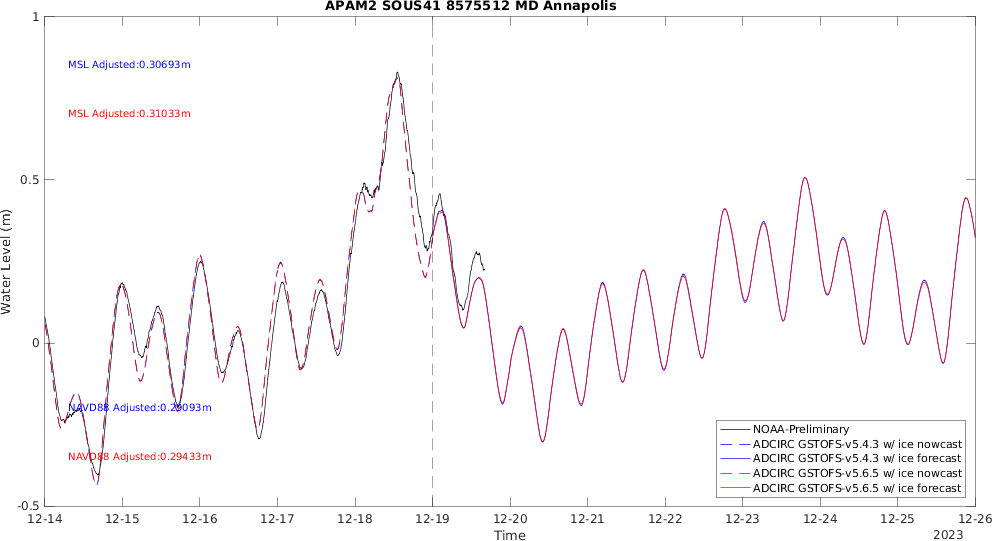 APAM2 SOUS41 8575512 MD Annapolis
1
MSL Adjusted:0.30693m
MSL Adjusted:0.31033m
0.5
Water Level (m)
0
NAVD88 Adjusted:0.29093m
NAVD88 Adjusted:0.29433m
-0.5
NOAA-Preliminary
ADCIRC GSTOFS-v5.4.3 w/ ice nowcast
ADCIRC GSTOFS-v5.4.3 w/ ice forecast
ADCIRC GSTOFS-v5.6.5 w/ ice nowcast
ADCIRC GSTOFS-v5.6.5 w/ ice forecast
12-14 12-15 12-16 12-17 12-18 12-19 12-20 12-21 12-22 12-23 12-24 12-25 12-26
Time
2023